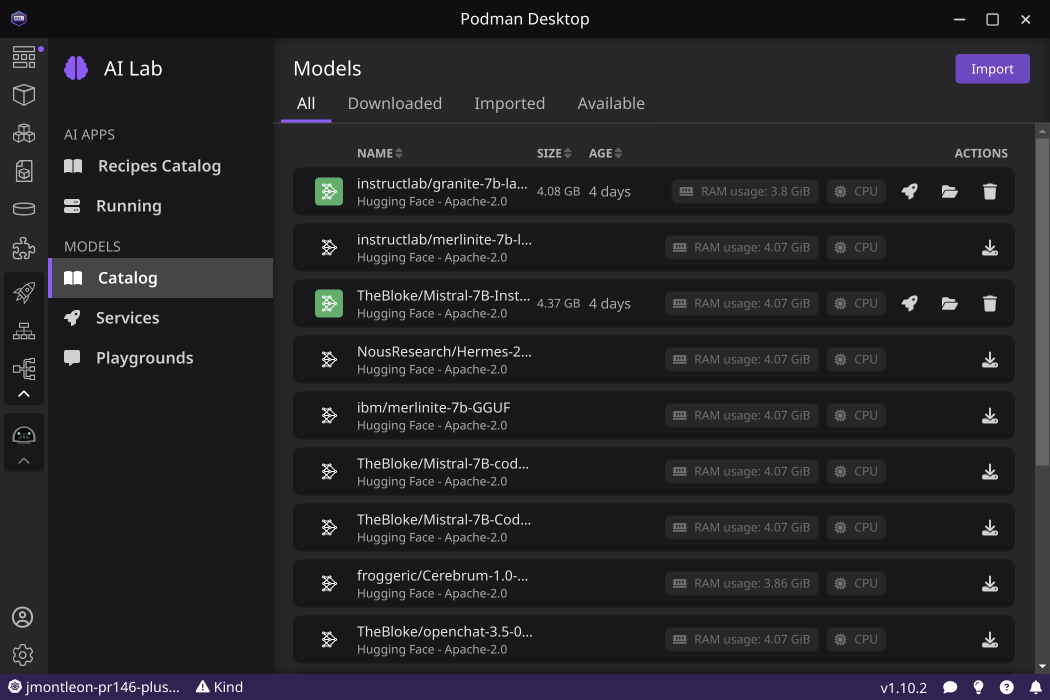 Podman Desktop
AI Lab
AI APPS
Recipes Catalog
Running
MODELS
Catalog
Services
Playgrounds
Models
Import
All Downloaded Imported Available
NAME SIZE AGE ACTIONS
instructlab/granite-7b-la... 4.08 GB 4 days RAM usage: 3.8 GiB CPU
Hugging Face - Apache-2.0
instructlab/merlinite-7b-l... RAM usage: 4.07 GiB CPU
Hugging Face - Apache-2.0
TheBloke/Mistral-7B-Inst... 4.37 GB 4 days RAM usage: 4.07 GiB CPU
Hugging Face - Apache-2.0
NousResearch/Hermes-2... RAM usage: 4.07 GiB CPU
Hugging Face - Apache-2.0
ibm/merlinite-7b-GGUF RAM usage: 4.07 GiB CPU
Hugging Face - Apache-2.0
TheBloke/Mistral-7B-cod... RAM usage: 4.07 GiB CPU
Hugging Face - Apache-2.0
TheBloke/Mistral-7B-Cod... RAM usage: 4.07 GiB CPU
Hugging Face - Apache-2.0
froggeric/Cerebrum-1.0-... RAM usage: 3.86 GiB CPU
Hugging Face - Apache-2.0
TheBloke/openchat-3.5-0... RAM usage: 4.07 GiB CPU
Hugging Face - Apache-2.0
jmontleon-pr146-plus... Kind v1.10.2